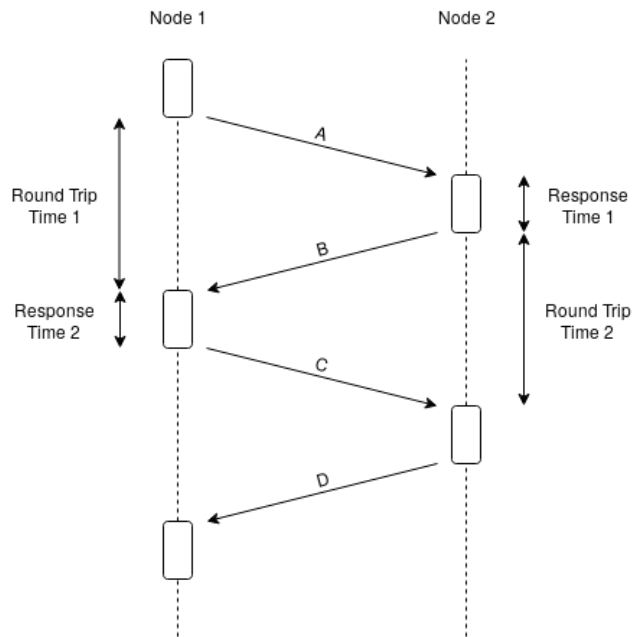 Node 1
Node 2
A
Round Trip
Time 1
Response
Time 1
B
Response
Time 2
Round Trip
Time 2
C
D